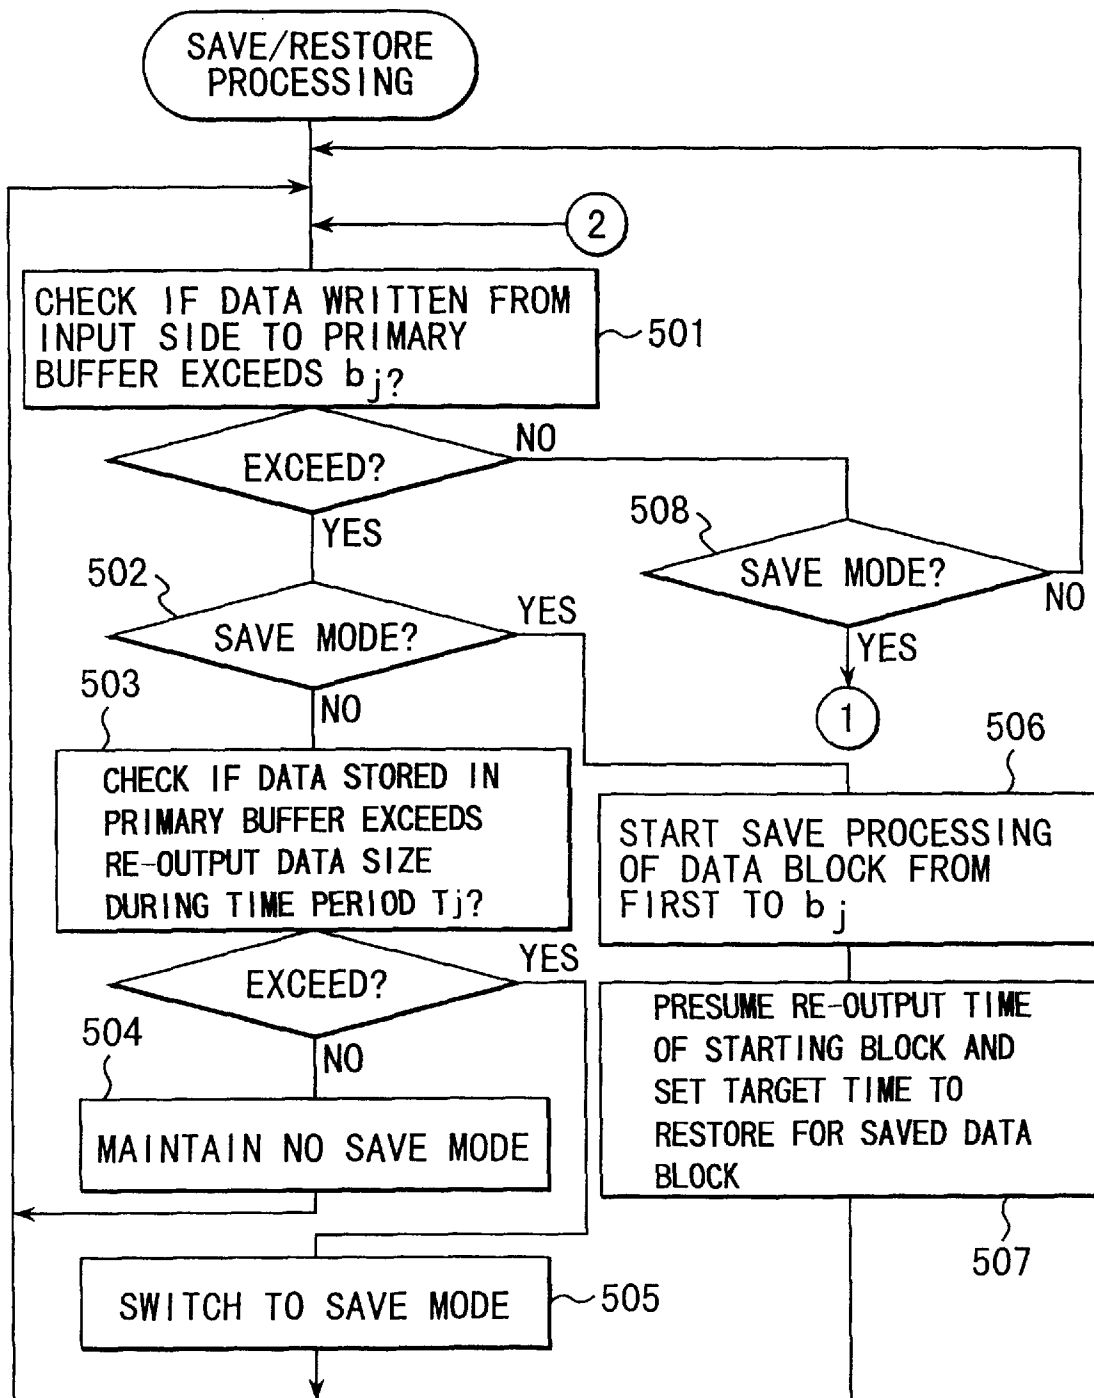 SAVE/RESTORE
PROCESSING
2
CHECK IF DATA WRITTEN FROM
INPUT SIDE TO PRIMARY
BUFFER EXCEEDS bj?
501
EXCEED?
NO
YES
508
SAVE MODE?
NO
YES
1
502
SAVE MODE?
YES
NO
503
CHECK IF DATA STORED IN
PRIMARY BUFFER EXCEEDS
RE-OUTPUT DATA SIZE
DURING TIME PERIOD Tj?
506
START SAVE PROCESSING
OF DATA BLOCK FROM
FIRST TO bj
EXCEED?
YES
NO
504
MAINTAIN NO SAVE MODE
PRESUME RE-OUTPUT TIME
OF STARTING BLOCK AND
SET TARGET TIME TO
RESTORE FOR SAVED DATA
BLOCK
507
SWITCH TO SAVE MODE
505